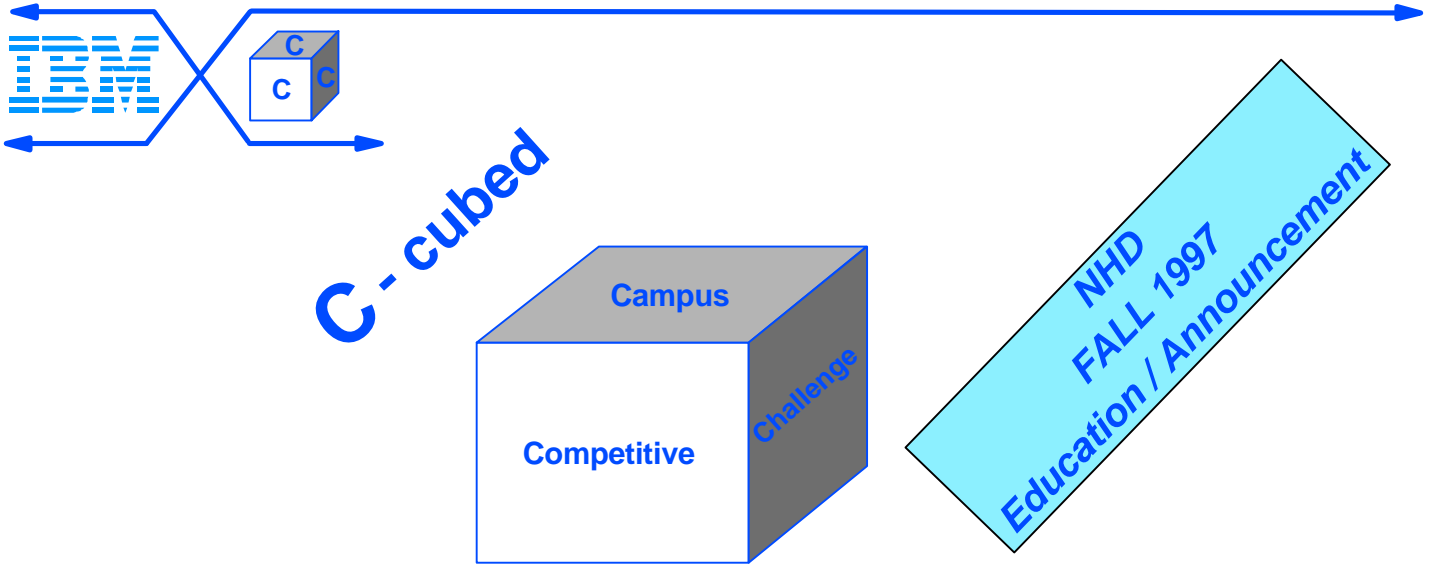 IBM
C
C
C
C - cubed
Campus
Competitive
Challenge
NHD
FALL 1997
Education / Announcement